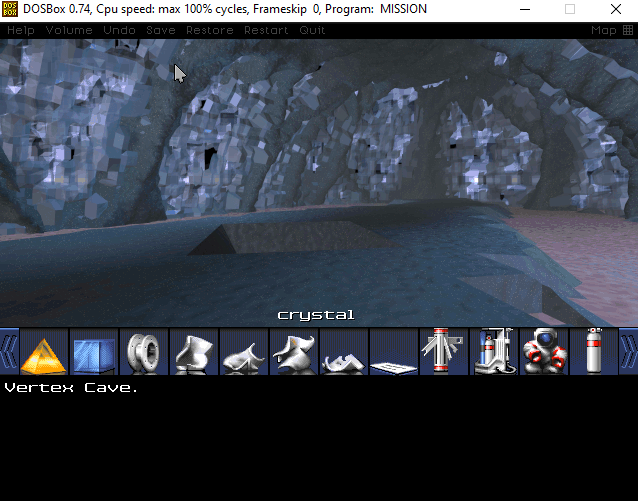 DOSBox 0.74, Cpu speed: max 100% cycles, Frameskip 0, Program: MISSION
Help Volume Undo Save Restore Restart Quit Map
crystal
Vertex Cave.